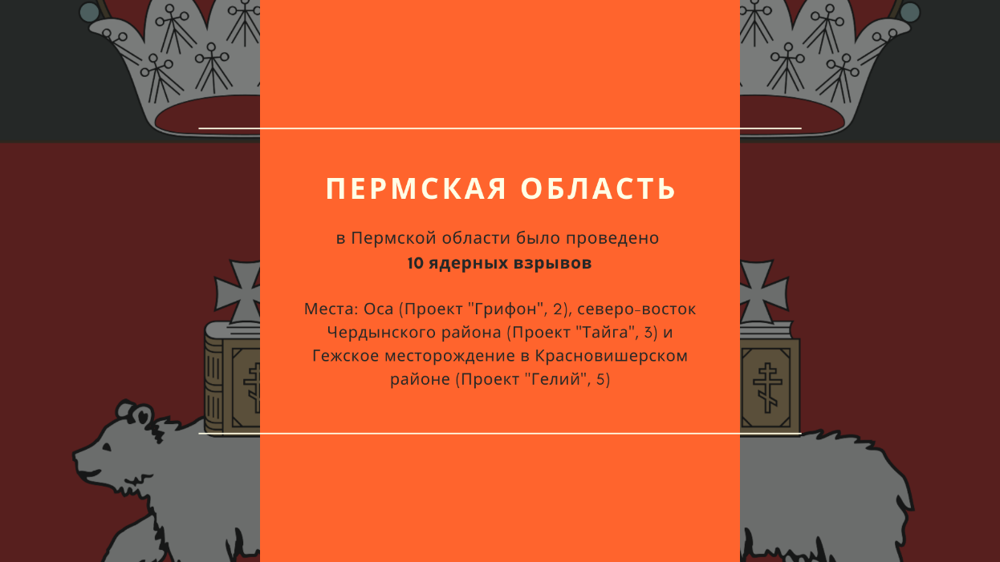 ПЕРМСКАЯ ОБЛАСТЬ
в Пермской области было проведено
10 ядерных взрывов
Места: Оса (Проект "Грифон", 2), северо-восток
Чердынского района (Проект "Тайга", 3) и
Гежское месторождение в Красновишерском
районе (Проект "Гелий", 5)